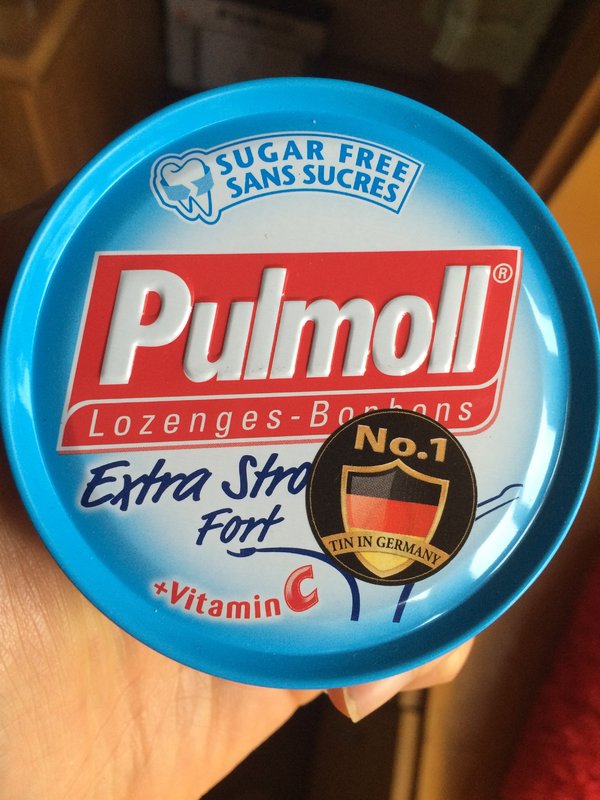 SUGAR FREE
SANS SUCRES
Pulmoll®
Lozenges-Bonbons
Extra Stro
Fort
+Vitamin C
No.1
TIN IN GERMANY